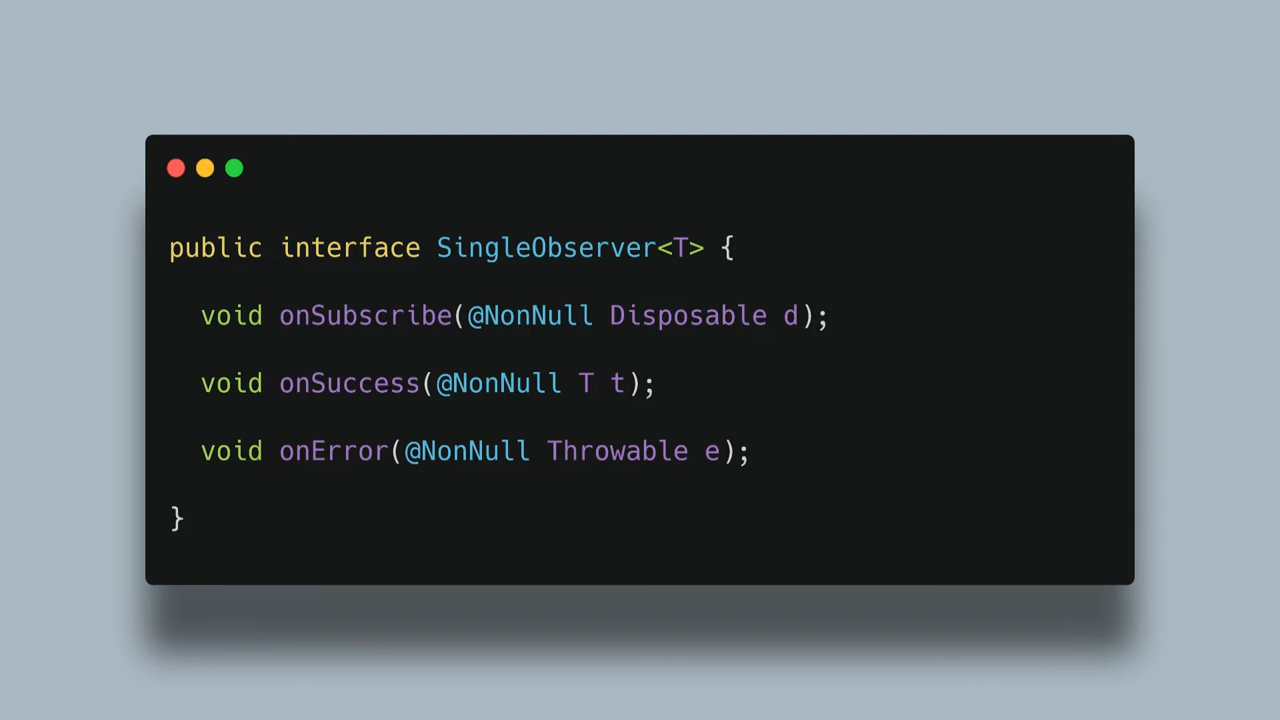 public interface SingleObserver<T> {
void onSubscribe(@NonNull Disposable d);
void onSuccess(@NonNull T t);
void onError(@NonNull Throwable e);
}